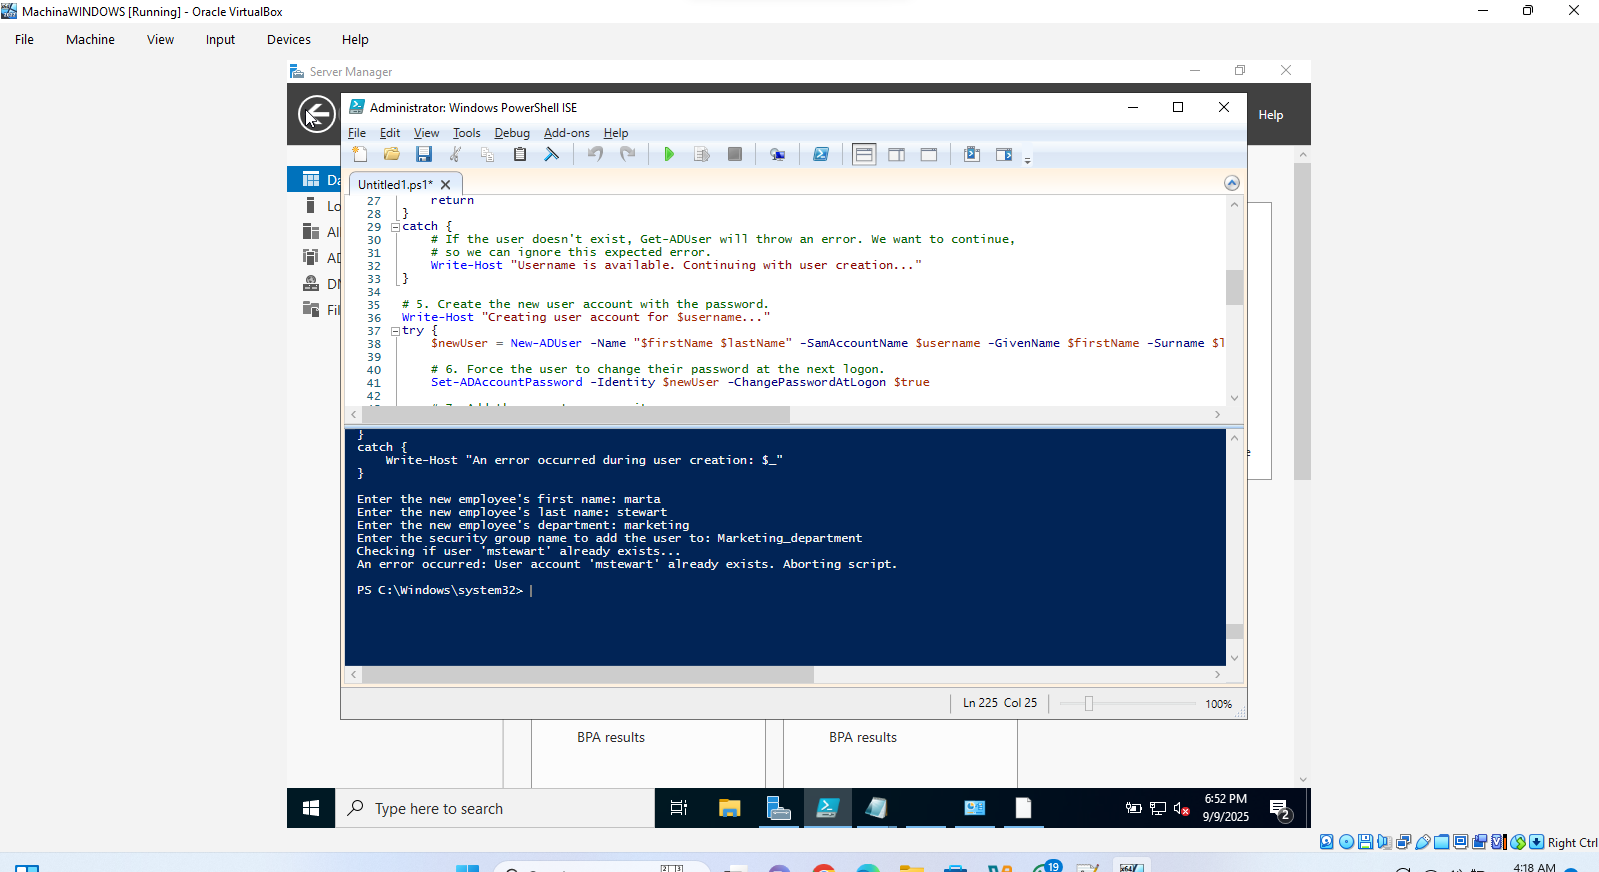 MachinaWINDOWS [Running] - Oracle VirtualBox
File Machine View Input Devices Help
Server Manager
Help
Administrator: Windows PowerShell ISE
File Edit View Tools Debug Add-ons Help
Untitled1.ps1*
27 return
28 }
29 catch {
30 # If the user doesn't exist, Get-ADUser will throw an error. We want to continue,
31 # so we can ignore this expected error.
32 Write-Host "Username is available. Continuing with user creation..."
33 }
34
35 # 5. Create the new user account with the password.
36 Write-Host "Creating user account for $username..."
37 try {
38 $newUser = New-ADUser -Name "$firstName $lastName" -SamAccountName $username -GivenName $firstName -Surname $l
39
40 # 6. Force the user to change their password at the next logon.
41 Set-ADAccountPassword -Identity $newUser -ChangePasswordAtLogon $true
42
}
catch {
Write-Host "An error occurred during user creation: $_"
}
Enter the new employee's first name: marta
Enter the new employee's last name: stewart
Enter the new employee's department: marketing
Enter the security group name to add the user to: Marketing_department
Checking if user 'mstewart' already exists...
An error occurred: User account 'mstewart' already exists. Aborting script.
PS C:\Windows\system32>
Ln 225 Col 25
100%
BPA results
BPA results
Type here to search
6:52 PM
9/9/2025
2
Right Ctrl
19
4:18 AM